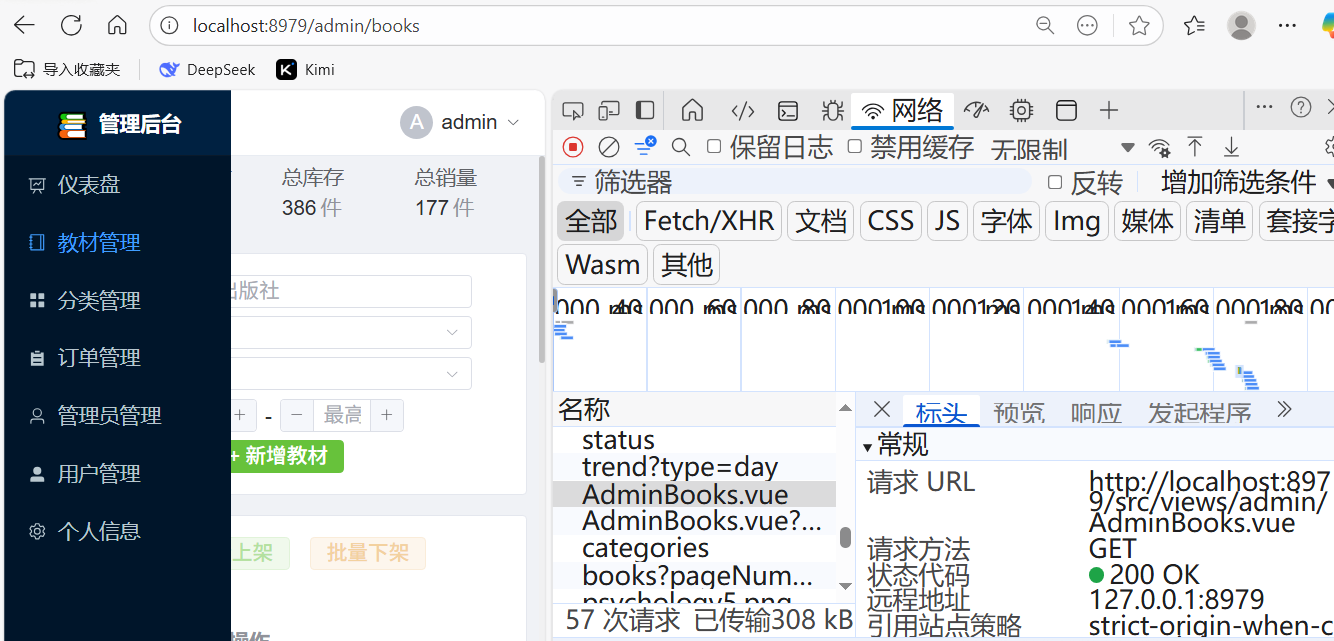 localhost:8979/admin/books
导入收藏夹 DeepSeek Kimi
管理后台
A admin
仪表盘
教材管理
分类管理
订单管理
管理员管理
用户管理
个人信息
总库存 总销量
386 件 177 件
出版社
+ - − 最高 +
+ 新增教材
上架 批量下架
操作
网络
保留日志 禁用缓存 无限制
筛选器 反转 增加筛选条件
全部 Fetch/XHR 文档 CSS JS 字体 Img 媒体 清单 套接字
Wasm 其他
名称
status
trend?type=day
AdminBooks.vue
AdminBooks.vue?...
categories
books?pageNum...
psychology5.png
57 次请求 已传输308 kB
标头 预览 响应 发起程序
常规
请求 URL
http://localhost:897
9/src/views/admin/
AdminBooks.vue
请求方法 GET
状态代码 200 OK
远程地址 127.0.0.1:8979
引用站点策略 strict-origin-when-c